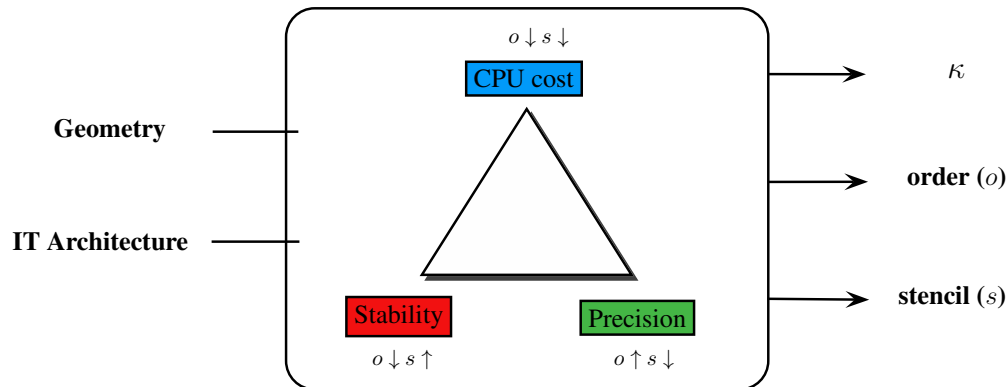 o ↓ s ↓
CPU cost
κ
Geometry
order (o)
IT Architecture
stencil (s)
Stability
Precision
o ↓ s ↑
o ↑ s ↓